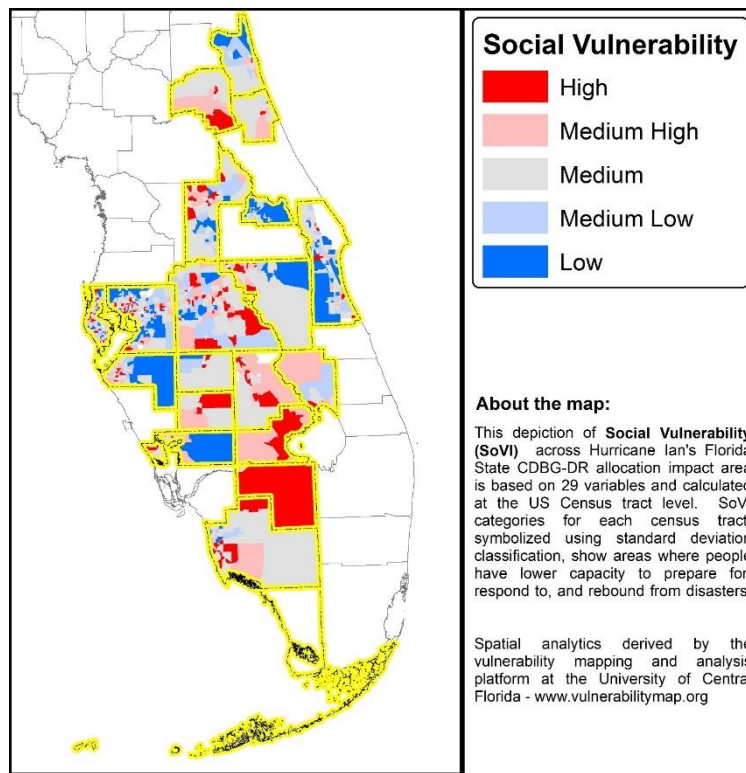 Social Vulnerability
High
Medium High
Medium
Medium Low
Low
About the map:
This depiction of Social Vulnerability
(SoVI) across Hurricane Ian's Florida
State CDBG-DR allocation impact area
is based on 29 variables and calculated
at the US Census tract level. SoV
categories for each census tract
symbolized using standard deviation
classification, show areas where people
have lower capacity to prepare for
respond to, and rebound from disasters
Spatial analytics derived by the
vulnerability mapping and analysis
platform at the University of Central
Florida - www.vulnerabilitymap.org